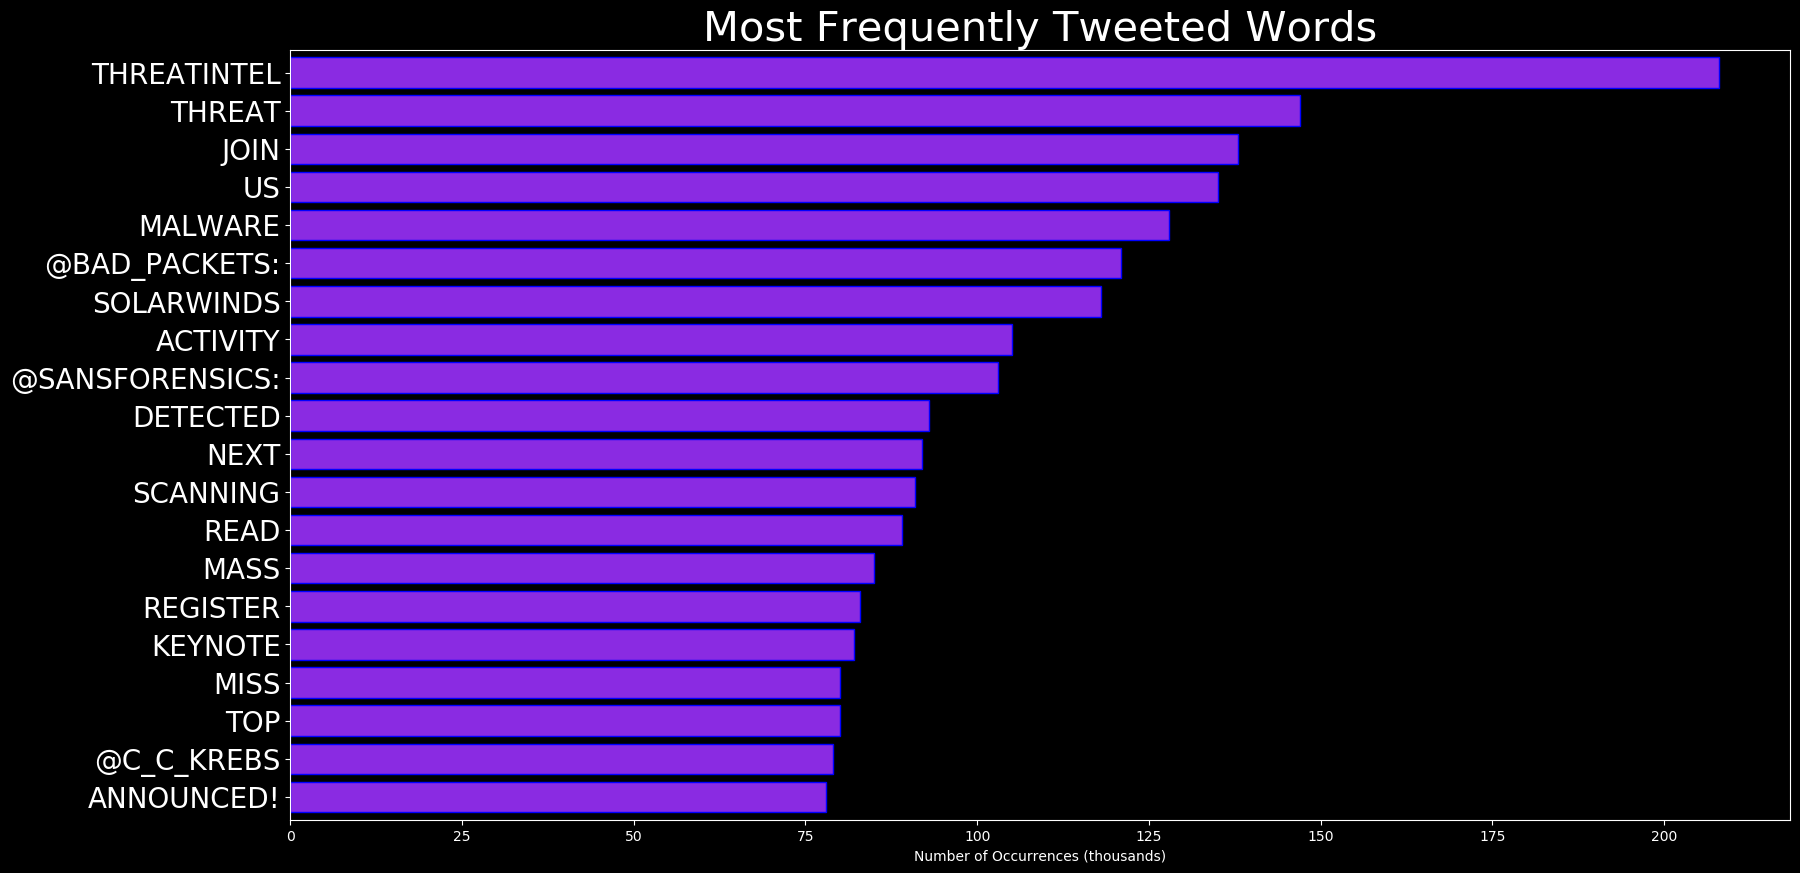 Most Frequently Tweeted Words
THREATINTEL
THREAT
JOIN
US
MALWARE
@BAD_PACKETS:
SOLARWINDS
ACTIVITY
@SANSFORENSICS:
DETECTED
NEXT
SCANNING
READ
MASS
REGISTER
KEYNOTE
MISS
TOP
@C_C_KREBS
ANNOUNCED!
0 25 50 75 100 125 150 175 200
Number of Occurrences (thousands)